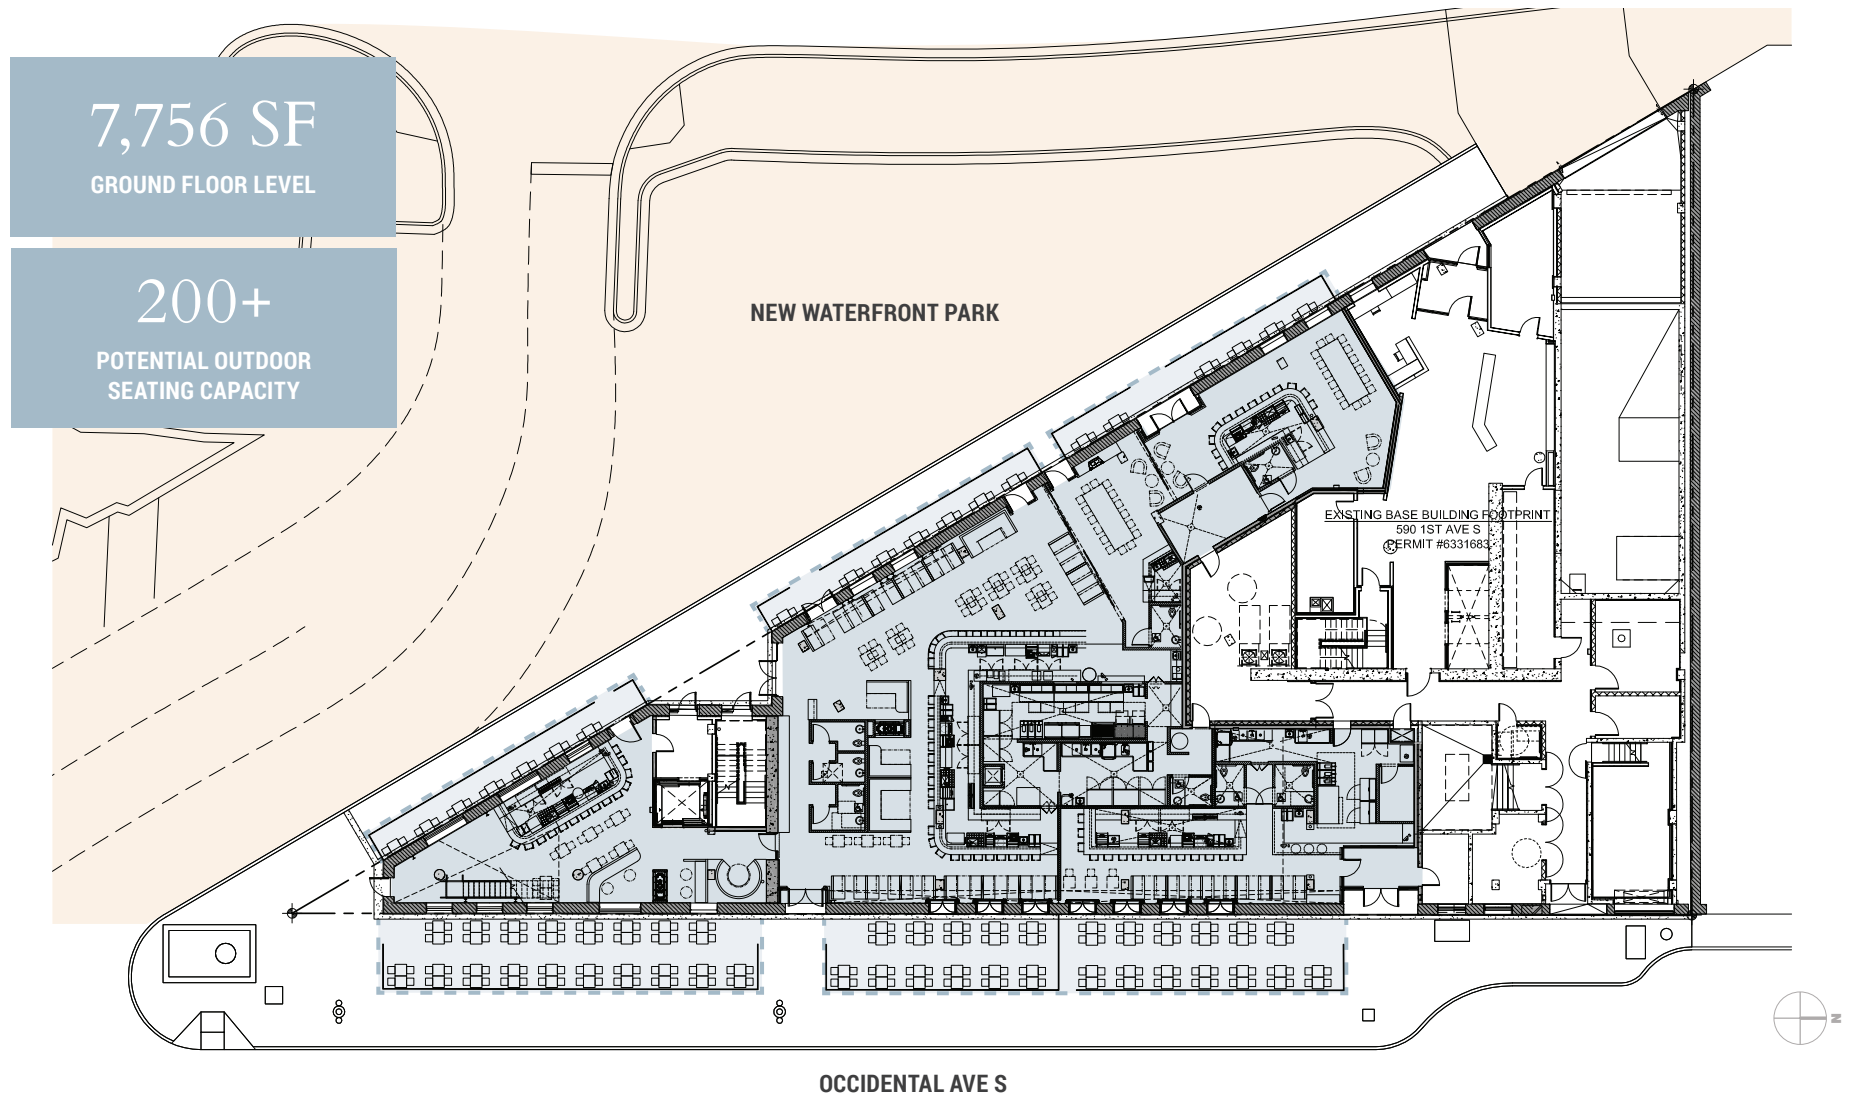 7,756 SF
GROUND FLOOR LEVEL
200+
POTENTIAL OUTDOOR
SEATING CAPACITY
NEW WATERFRONT PARK
EXISTING BASE BUILDING FOOTPRINT
590 1ST AVE S
PERMIT #6331683
N
OCCIDENTAL AVE S